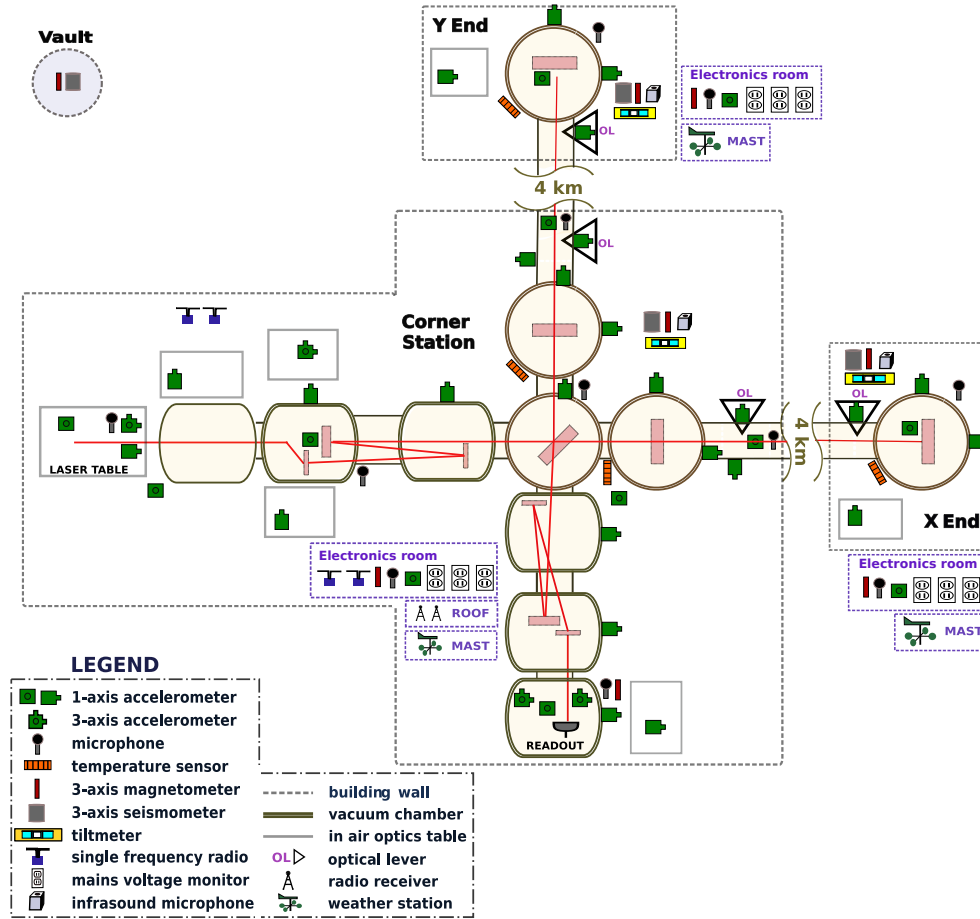 Vault
Y End
Electronics room
MAST
OL
4 km
OL
Corner
Station
OL
OL
4 km
LASER TABLE
X End
Electronics room
Electronics room
ROOF
MAST
MAST
READOUT
LEGEND
1-axis accelerometer
3-axis accelerometer
microphone
temperature sensor
3-axis magnetometer
3-axis seismometer
tiltmeter
single frequency radio
mains voltage monitor
infrasound microphone
building wall
vacuum chamber
in air optics table
OL optical lever
radio receiver
weather station